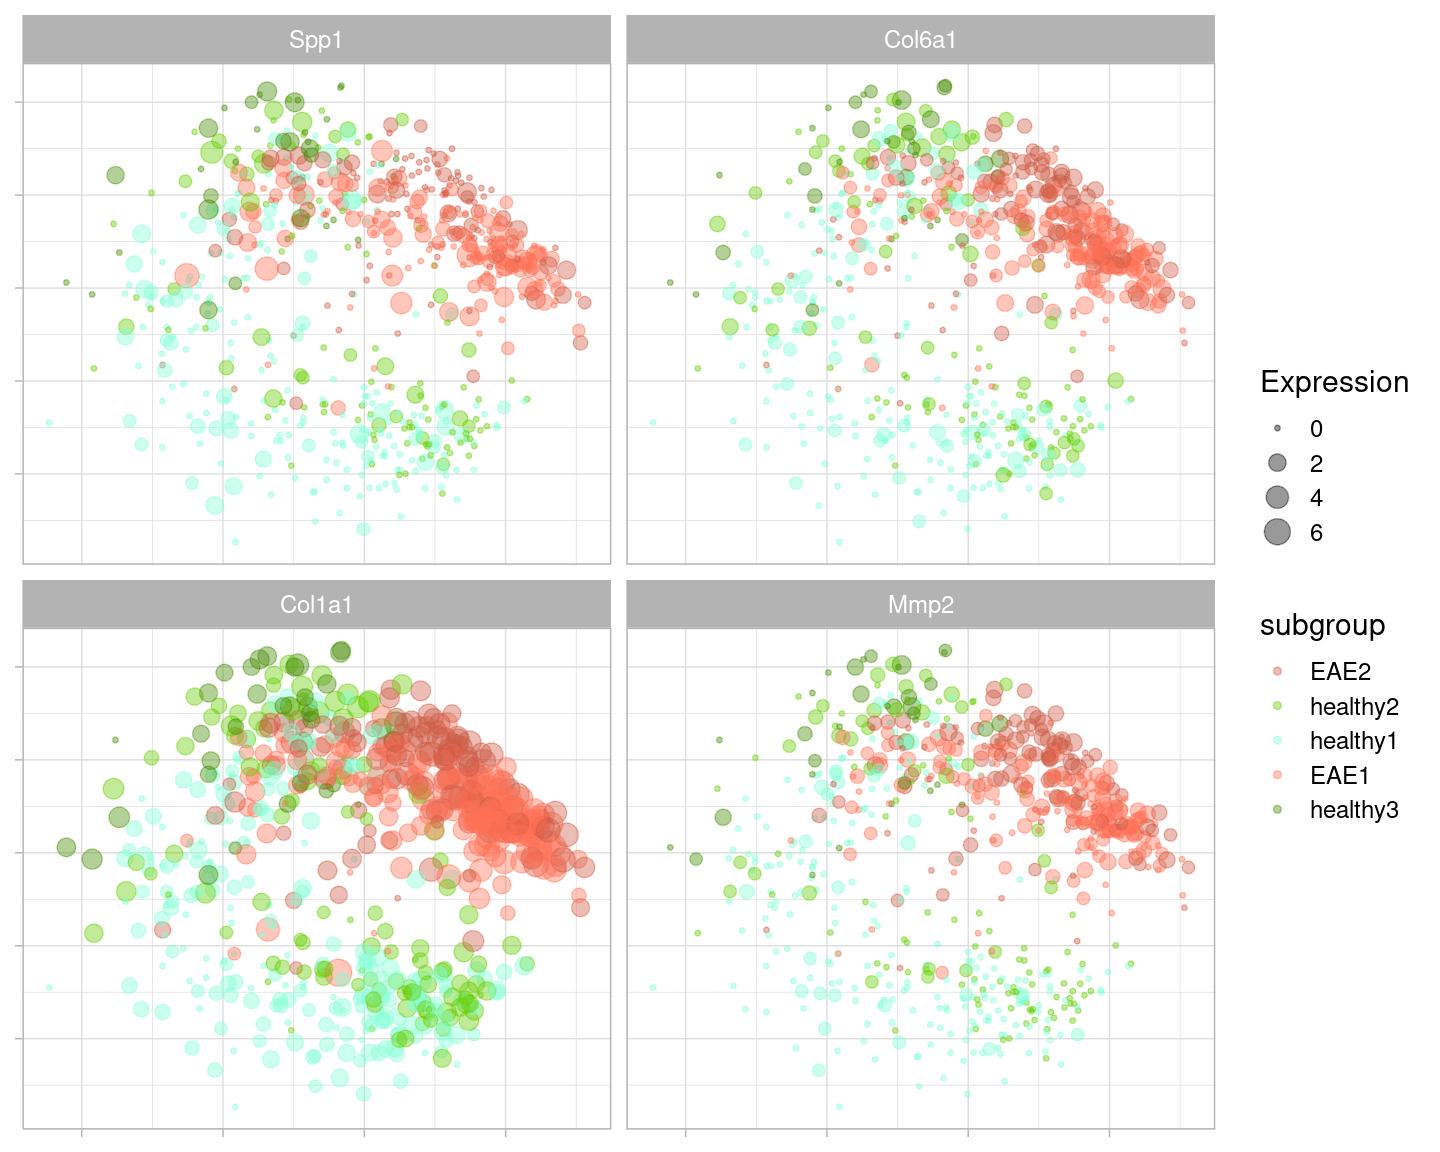 Spp1
Col6a1
Col1a1
Mmp2
Expression
0
2
4
6
subgroup
EAE2
healthy2
healthy1
EAE1
healthy3